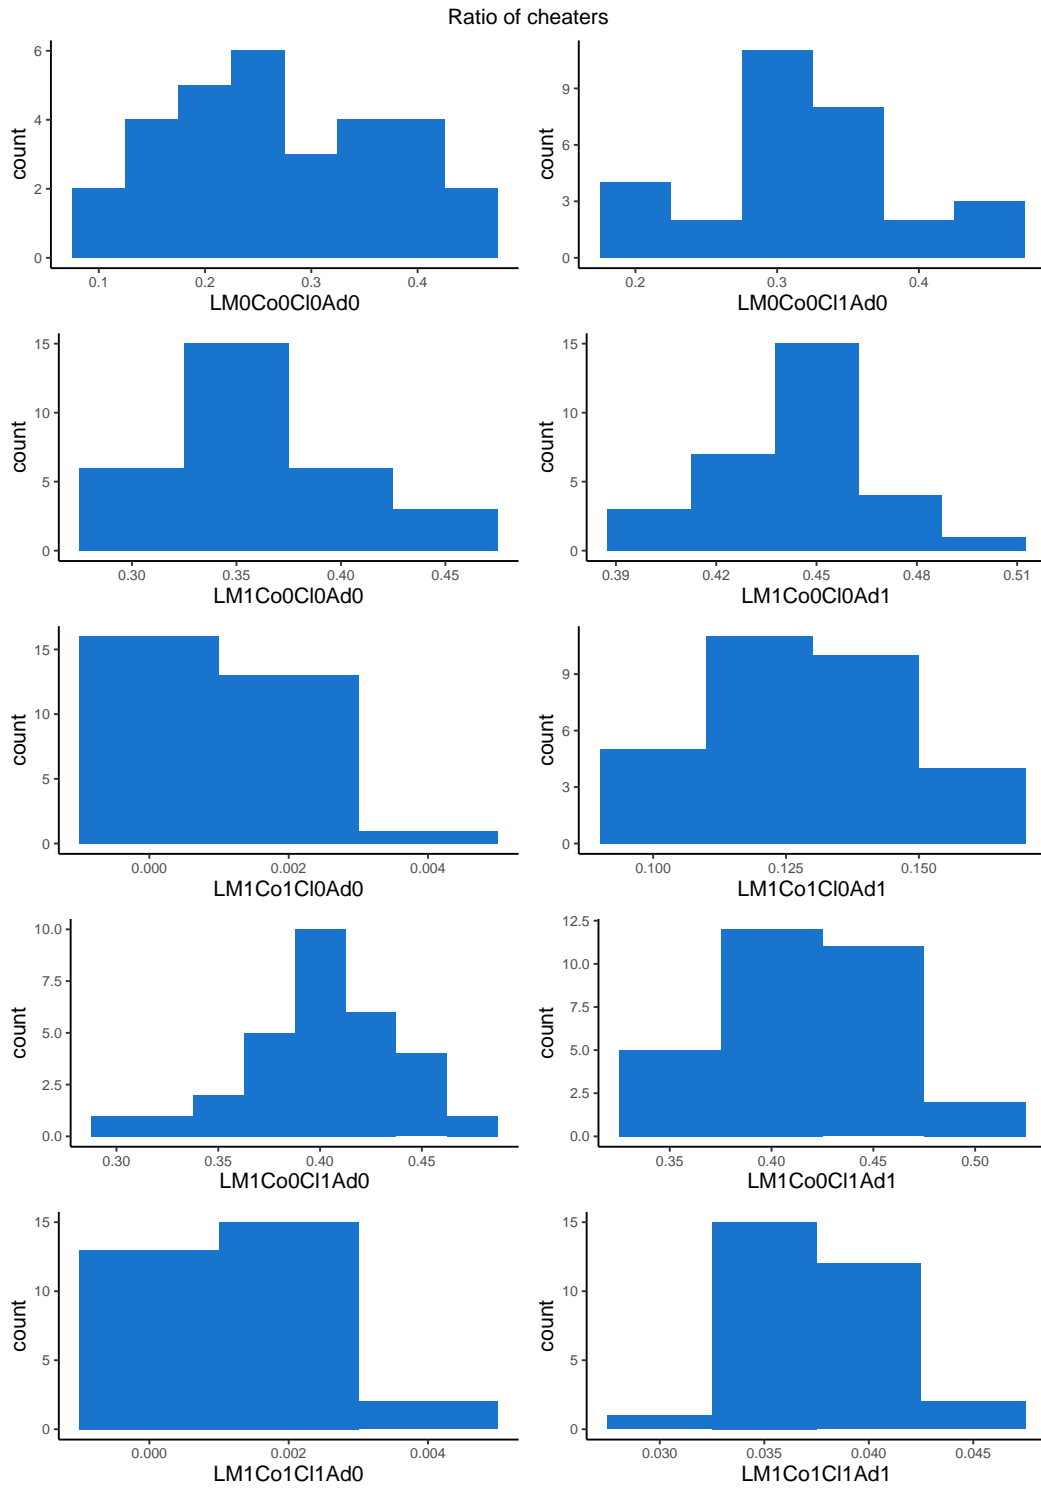 Ratio of cheaters
count
6
4
2
0
0.1 0.2 0.3 0.4
LM0Co0Cl0Ad0
count
9
6
3
0
0.2 0.3 0.4
LM0Co0Cl1Ad0
count
15
10
5
0
0.30 0.35 0.40 0.45
LM1Co0Cl0Ad0
count
15
10
5
0
0.39 0.42 0.45 0.48 0.51
LM1Co0Cl0Ad1
count
15
10
5
0
0.000 0.002 0.004
LM1Co1Cl0Ad0
count
9
6
3
0
0.100 0.125 0.150
LM1Co1Cl0Ad1
count
10.0
7.5
5.0
2.5
0.0
0.30 0.35 0.40 0.45
LM1Co0Cl1Ad0
count
12.5
10.0
7.5
5.0
2.5
0.0
0.35 0.40 0.45 0.50
LM1Co0Cl1Ad1
count
15
10
5
0
0.000 0.002 0.004
LM1Co1Cl1Ad0
count
15
10
5
0
0.030 0.035 0.040 0.045
LM1Co1Cl1Ad1